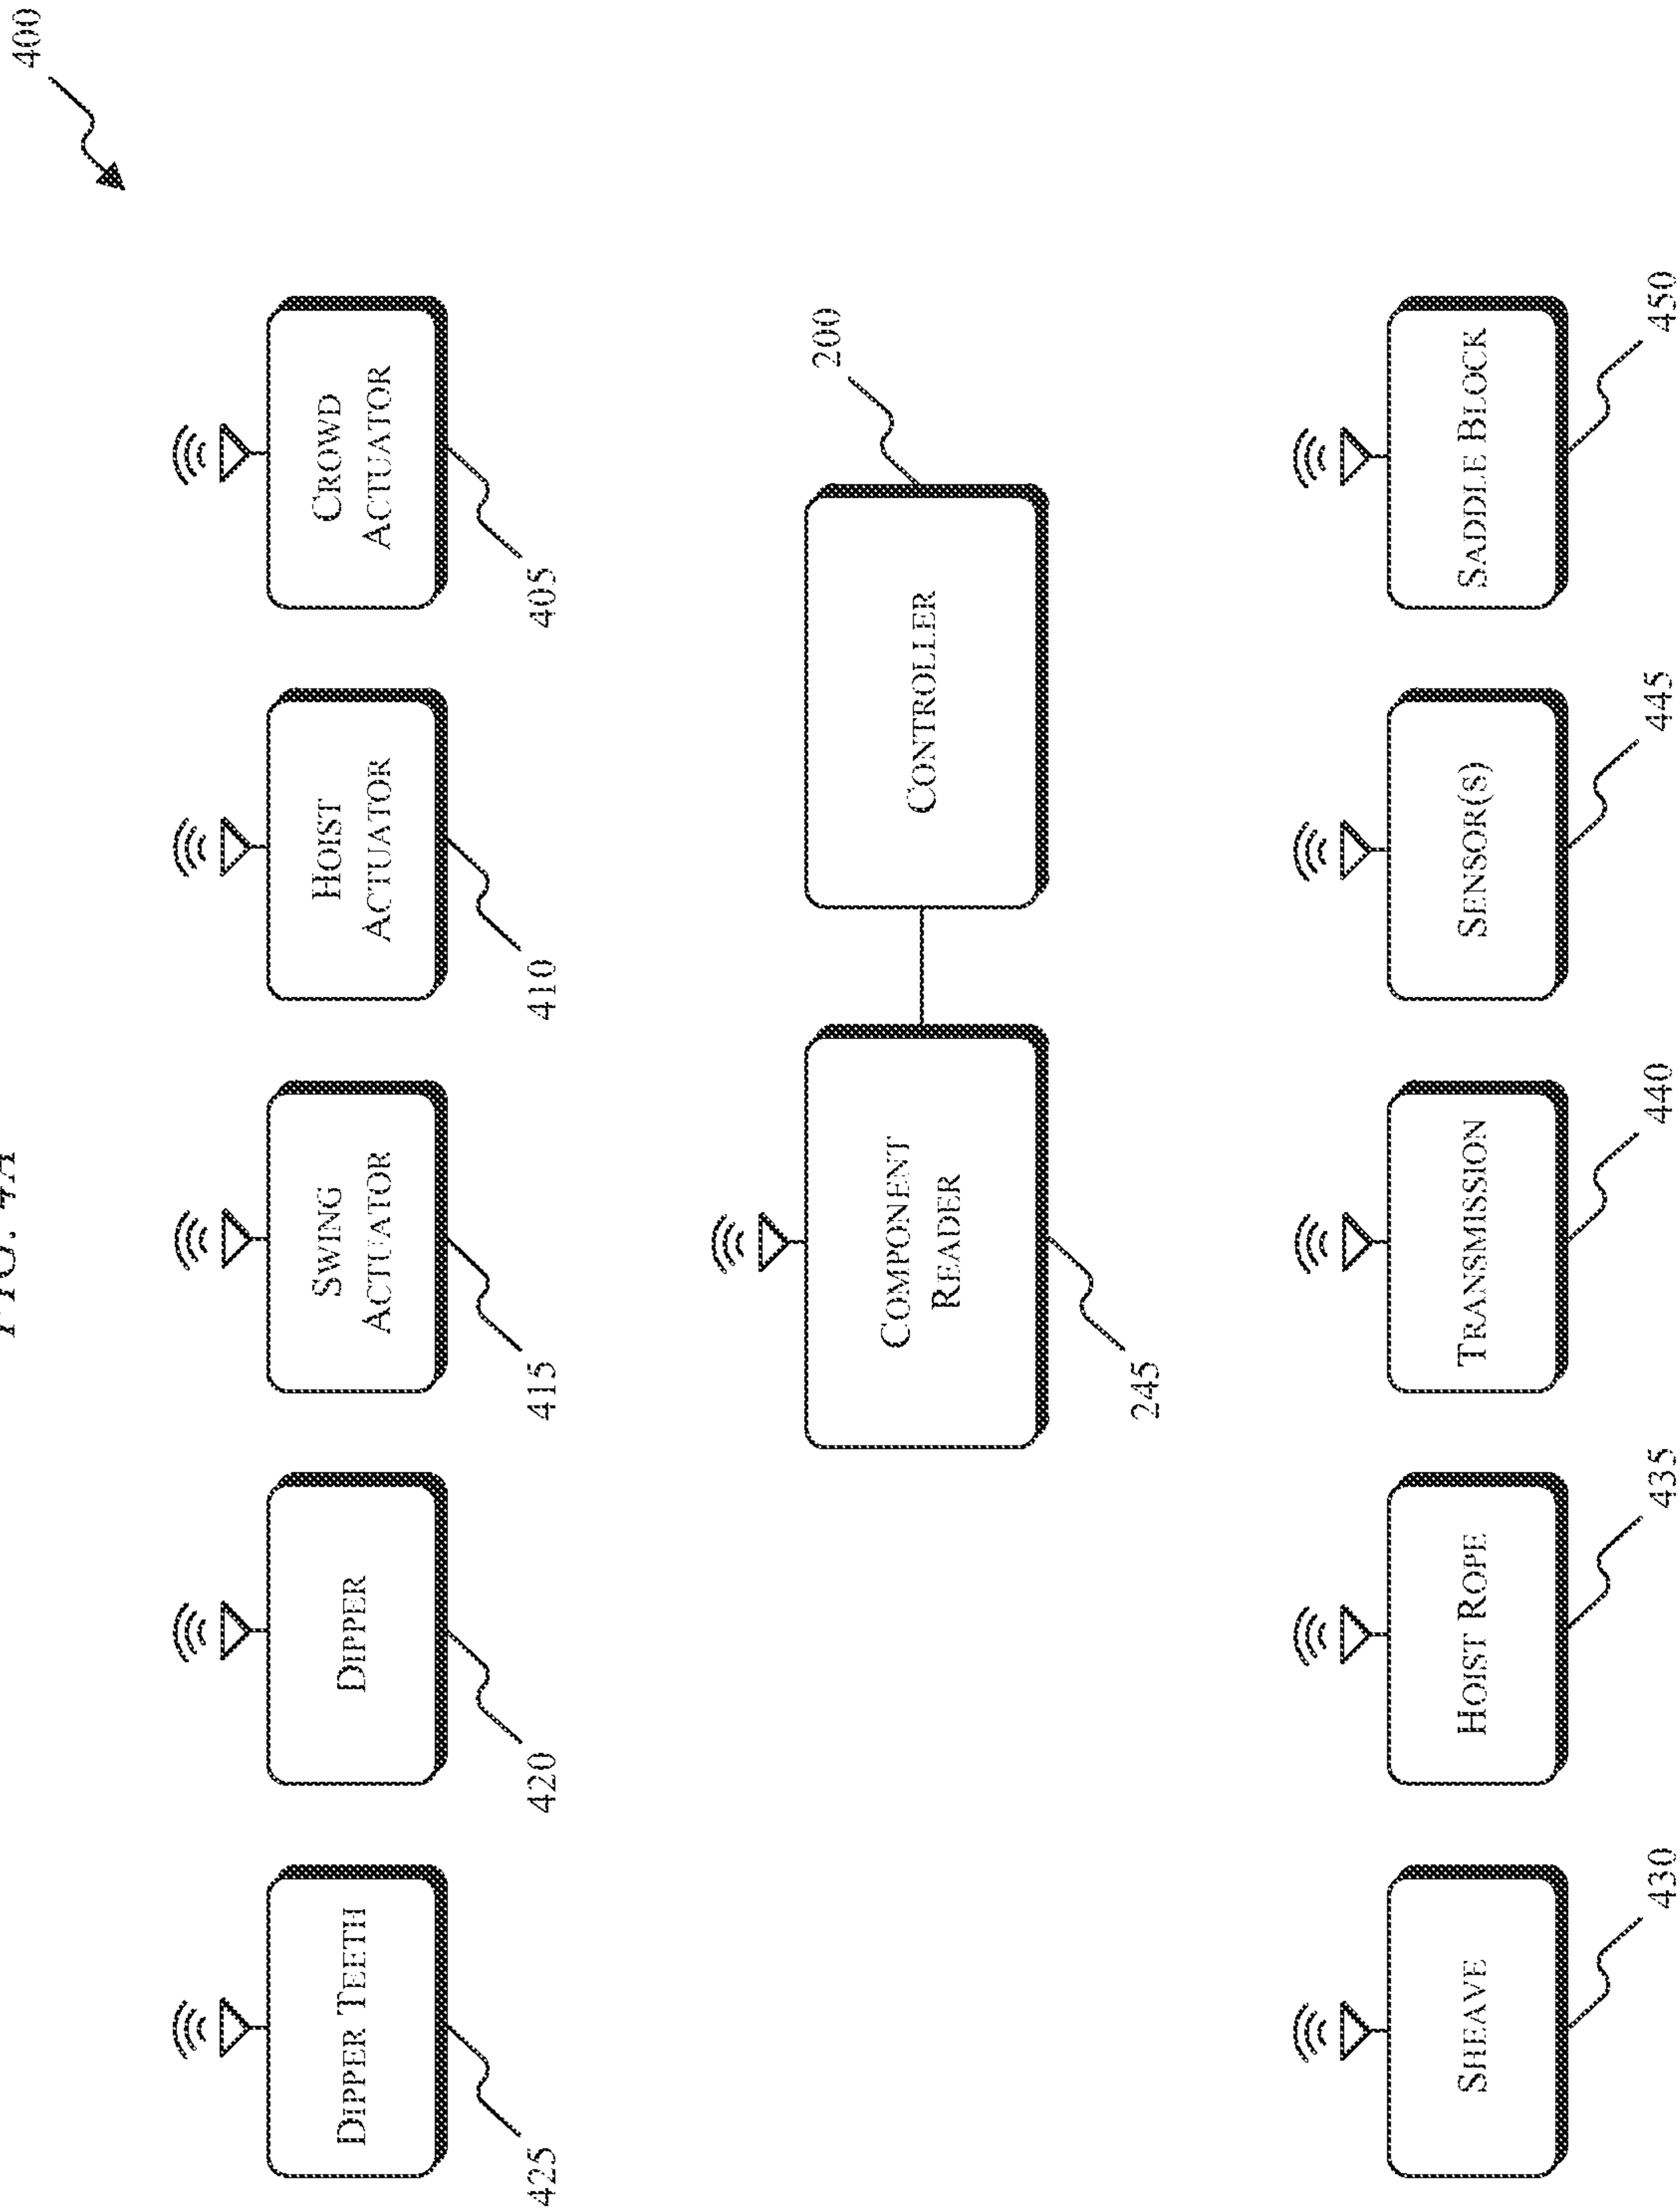 FIG. 4A
400
DIPPER TEETH
425
DIPPER
420
SWING
ACTUATOR
415
HOIST
ACTUATOR
410
CROWD
ACTUATOR
405
COMPONENT
READER
245
CONTROLLER
200
SHEAVE
430
HOIST ROPE
435
TRANSMISSION
440
SENSOR(S)
445
SADDLE BLOCK
450